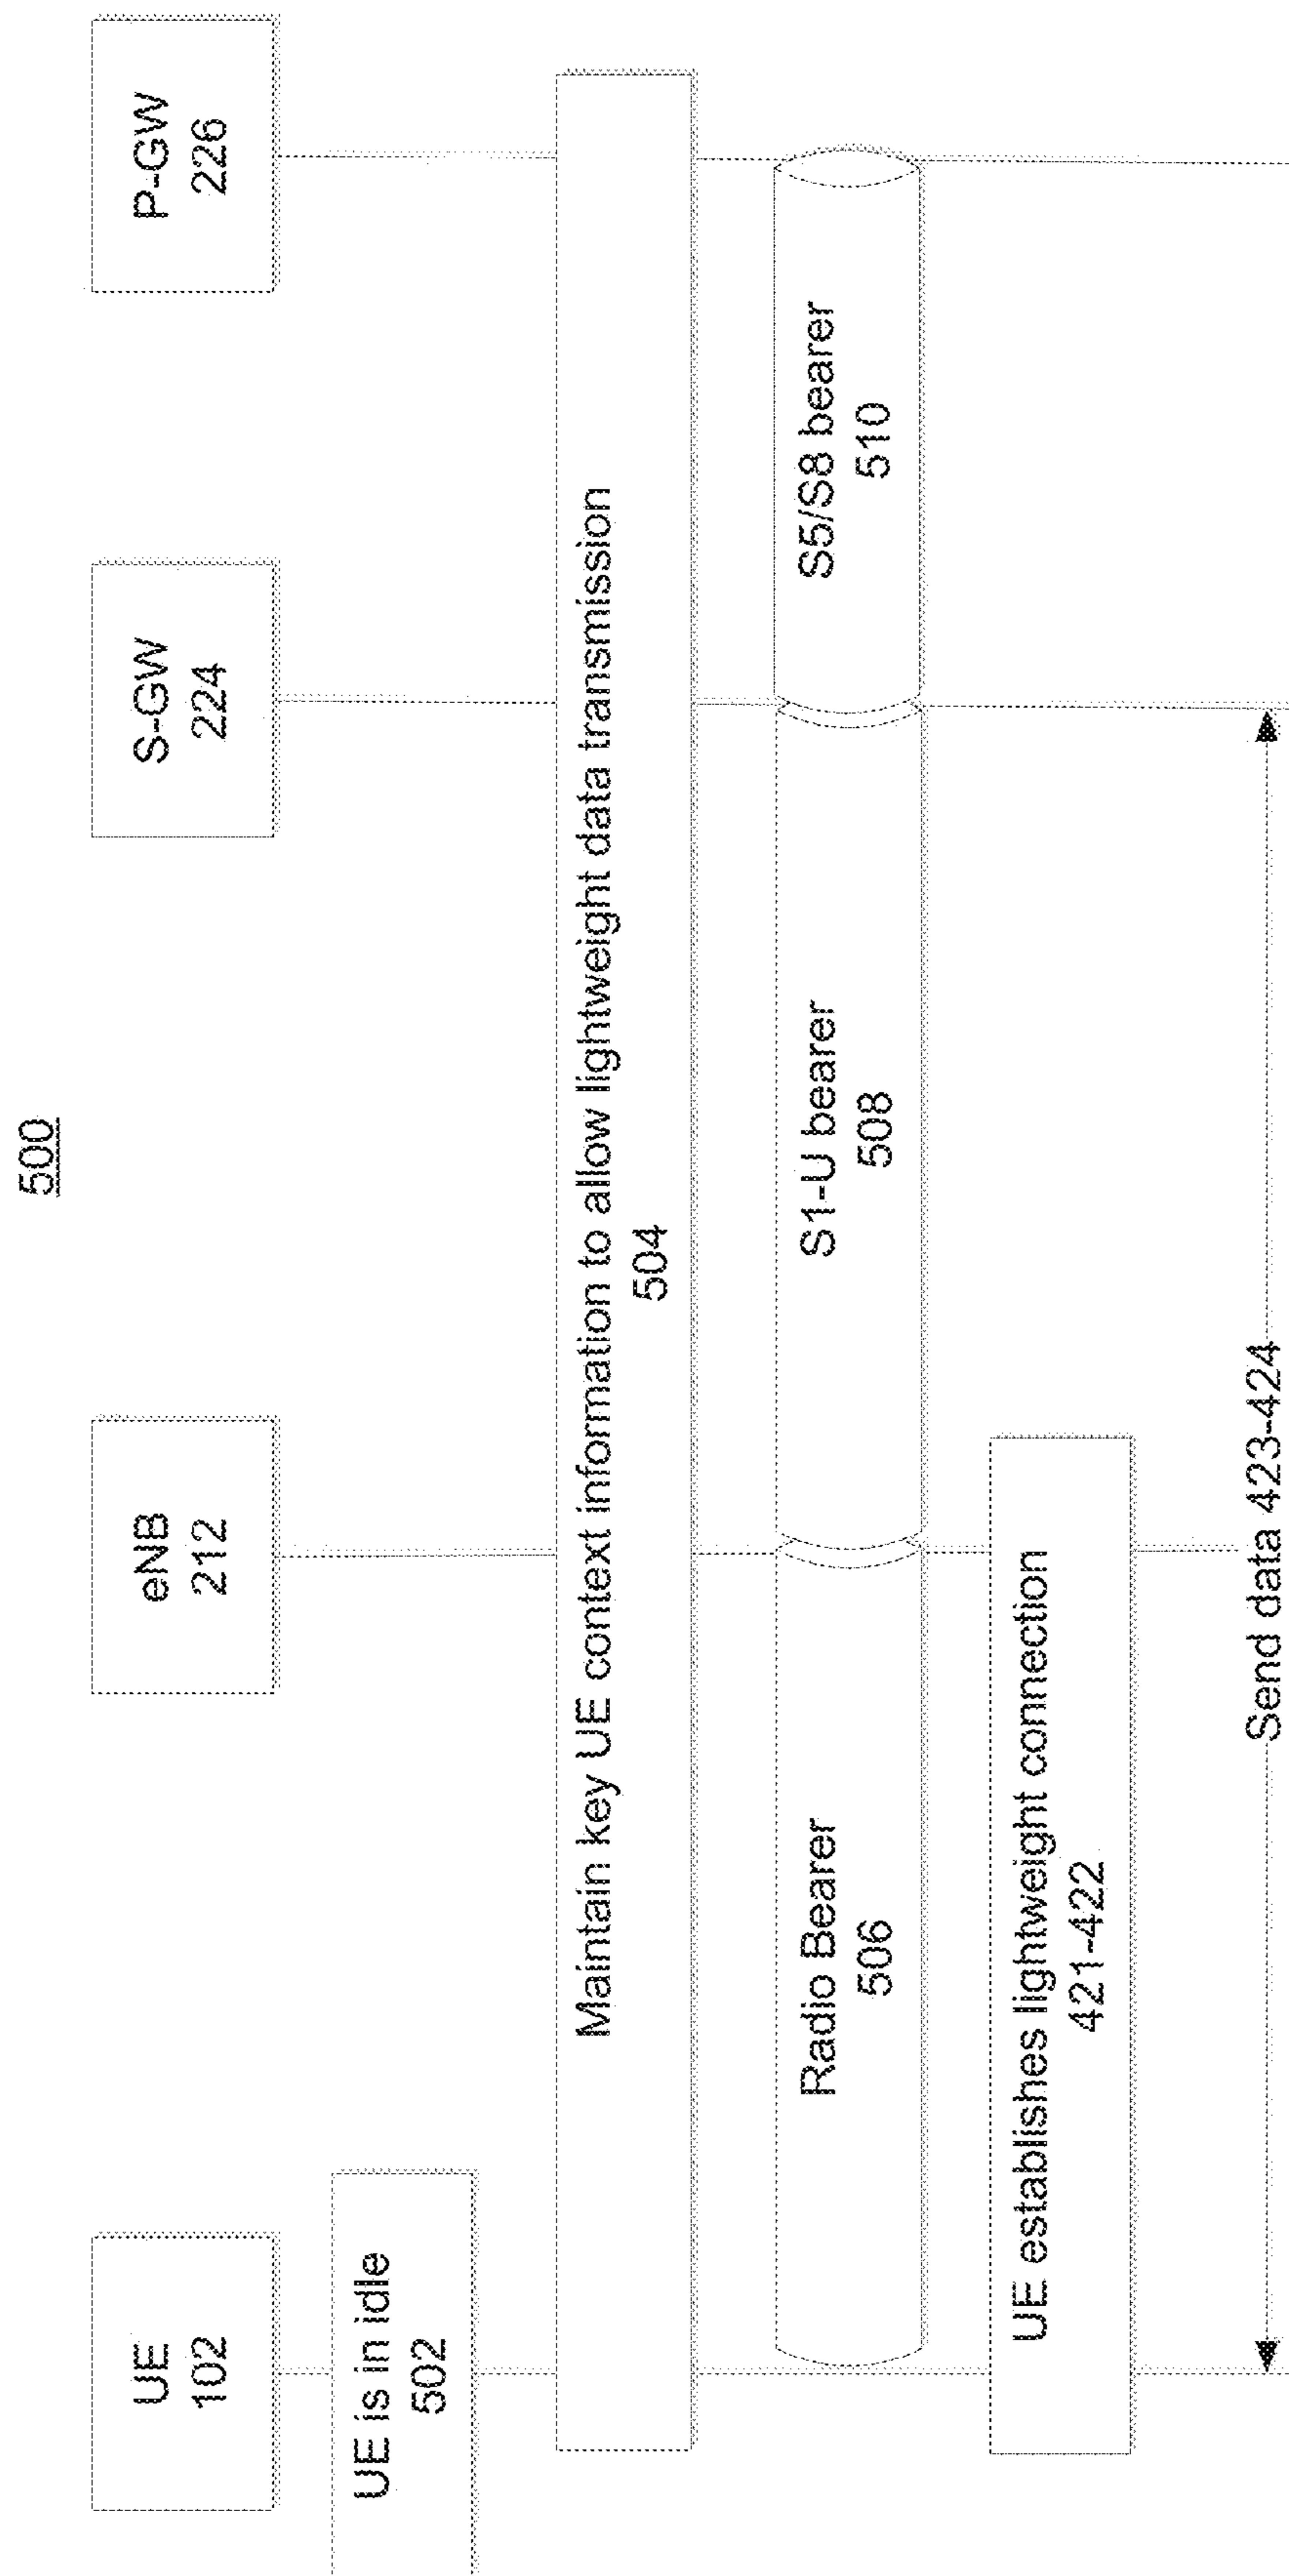 500
UE
102
eNB
212
S-GW
224
P-GW
226
UE is in idle
502
Maintain key UE context information to allow lightweight data transmission
504
Radio Bearer
506
S1-U bearer
508
S5/S8 bearer
510
UE establishes lightweight connection
421-422
Send data 423-424